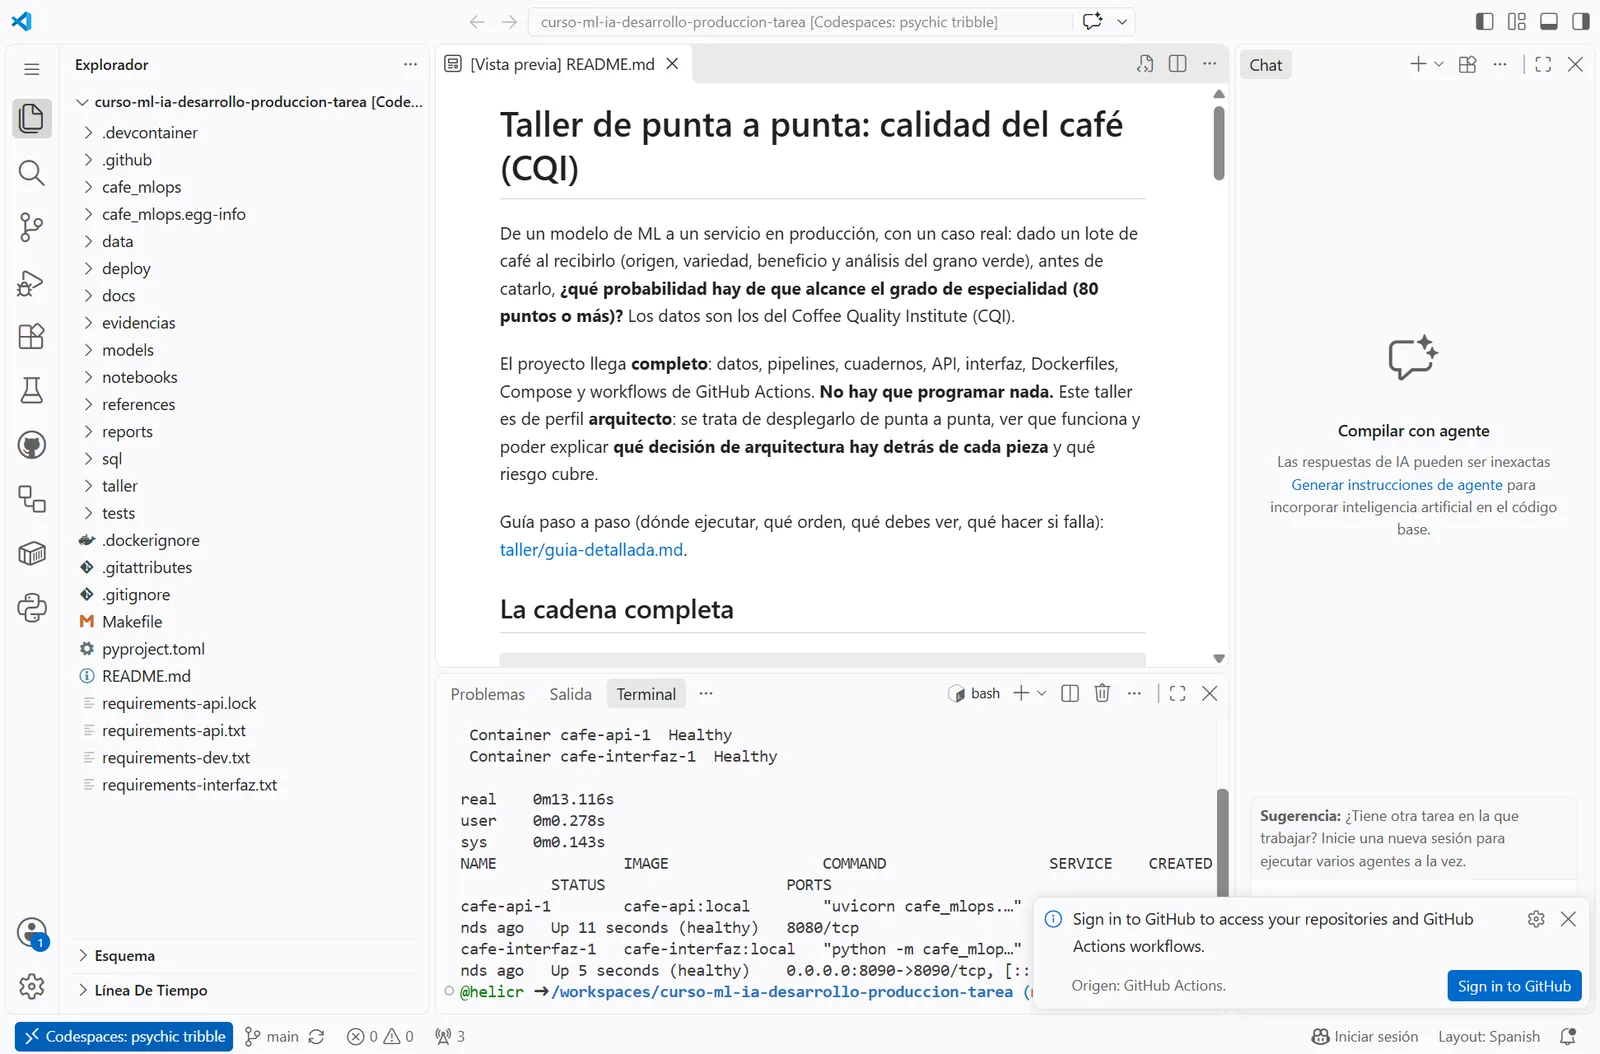 curso-ml-ia-desarrollo-produccion-tarea [Codespaces: psychic tribble]
Explorador
curso-ml-ia-desarrollo-produccion-tarea [Code...
.devcontainer
.github
cafe_mlops
cafe_mlops.egg-info
data
deploy
docs
evidencias
models
notebooks
references
reports
sql
taller
tests
.dockerignore
.gitattributes
.gitignore
Makefile
pyproject.toml
README.md
requirements-api.lock
requirements-api.txt
requirements-dev.txt
requirements-interfaz.txt
Esquema
Línea De Tiempo
[Vista previa] README.md
Taller de punta a punta: calidad del café
(CQI)
De un modelo de ML a un servicio en producción, con un caso real: dado un lote de
café al recibirlo (origen, variedad, beneficio y análisis del grano verde), antes de
catarlo, ¿qué probabilidad hay de que alcance el grado de especialidad (80
puntos o más)? Los datos son los del Coffee Quality Institute (CQI).
El proyecto llega completo: datos, pipelines, cuadernos, API, interfaz, Dockerfiles,
Compose y workflows de GitHub Actions. No hay que programar nada. Este taller
es de perfil arquitecto: se trata de desplegarlo de punta a punta, ver que funciona y
poder explicar qué decisión de arquitectura hay detrás de cada pieza y qué
riesgo cubre.
Guía paso a paso (dónde ejecutar, qué orden, qué debes ver, qué hacer si falla):
taller/guia-detallada.md.
La cadena completa
Problemas Salida Terminal
bash
Container cafe-api-1 Healthy
Container cafe-interfaz-1 Healthy
real 0m13.116s
user 0m0.278s
sys 0m0.143s
NAME IMAGE COMMAND SERVICE CREATED
STATUS PORTS
cafe-api-1 cafe-api:local "uvicorn cafe_mlops.…"
nds ago Up 11 seconds (healthy) 8080/tcp
cafe-interfaz-1 cafe-interfaz:local "python -m cafe_mlop…"
nds ago Up 5 seconds (healthy) 0.0.0.0:8090->8090/tcp, [::
@helicr ➜/workspaces/curso-ml-ia-desarrollo-produccion-tarea (
Chat
Compilar con agente
Las respuestas de IA pueden ser inexactas
Generar instrucciones de agente para
incorporar inteligencia artificial en el código
base.
Sugerencia: ¿Tiene otra tarea en la que
trabajar? Inicie una nueva sesión para
ejecutar varios agentes a la vez.
Sign in to GitHub to access your repositories and GitHub
Actions workflows.
Origen: GitHub Actions.
Sign in to GitHub
1
Codespaces: psychic tribble main 0 0 3
Iniciar sesión Layout: Spanish